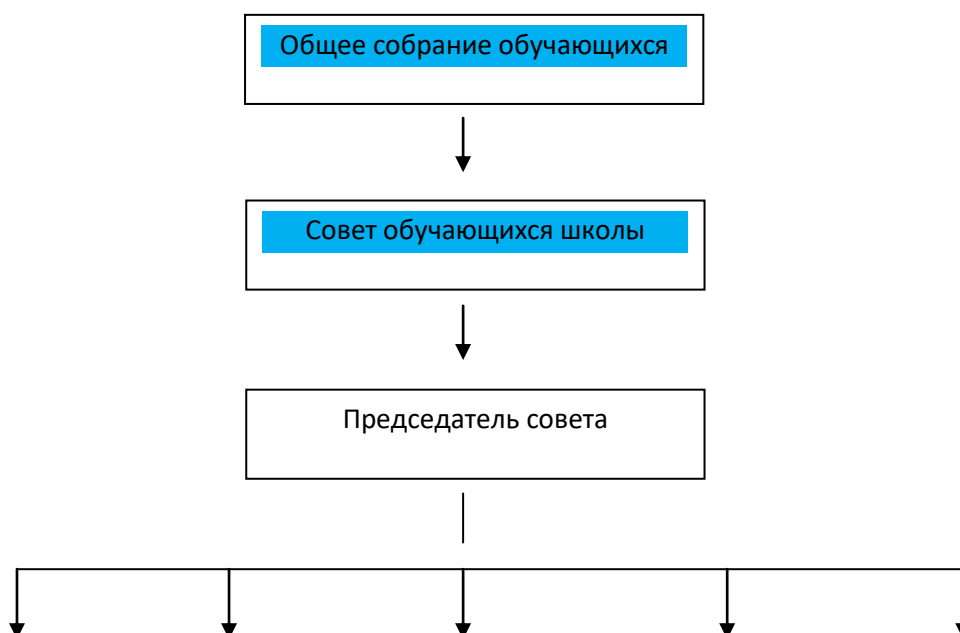 Общее собрание обучающихся
Совет обучающихся школы
Председатель совета